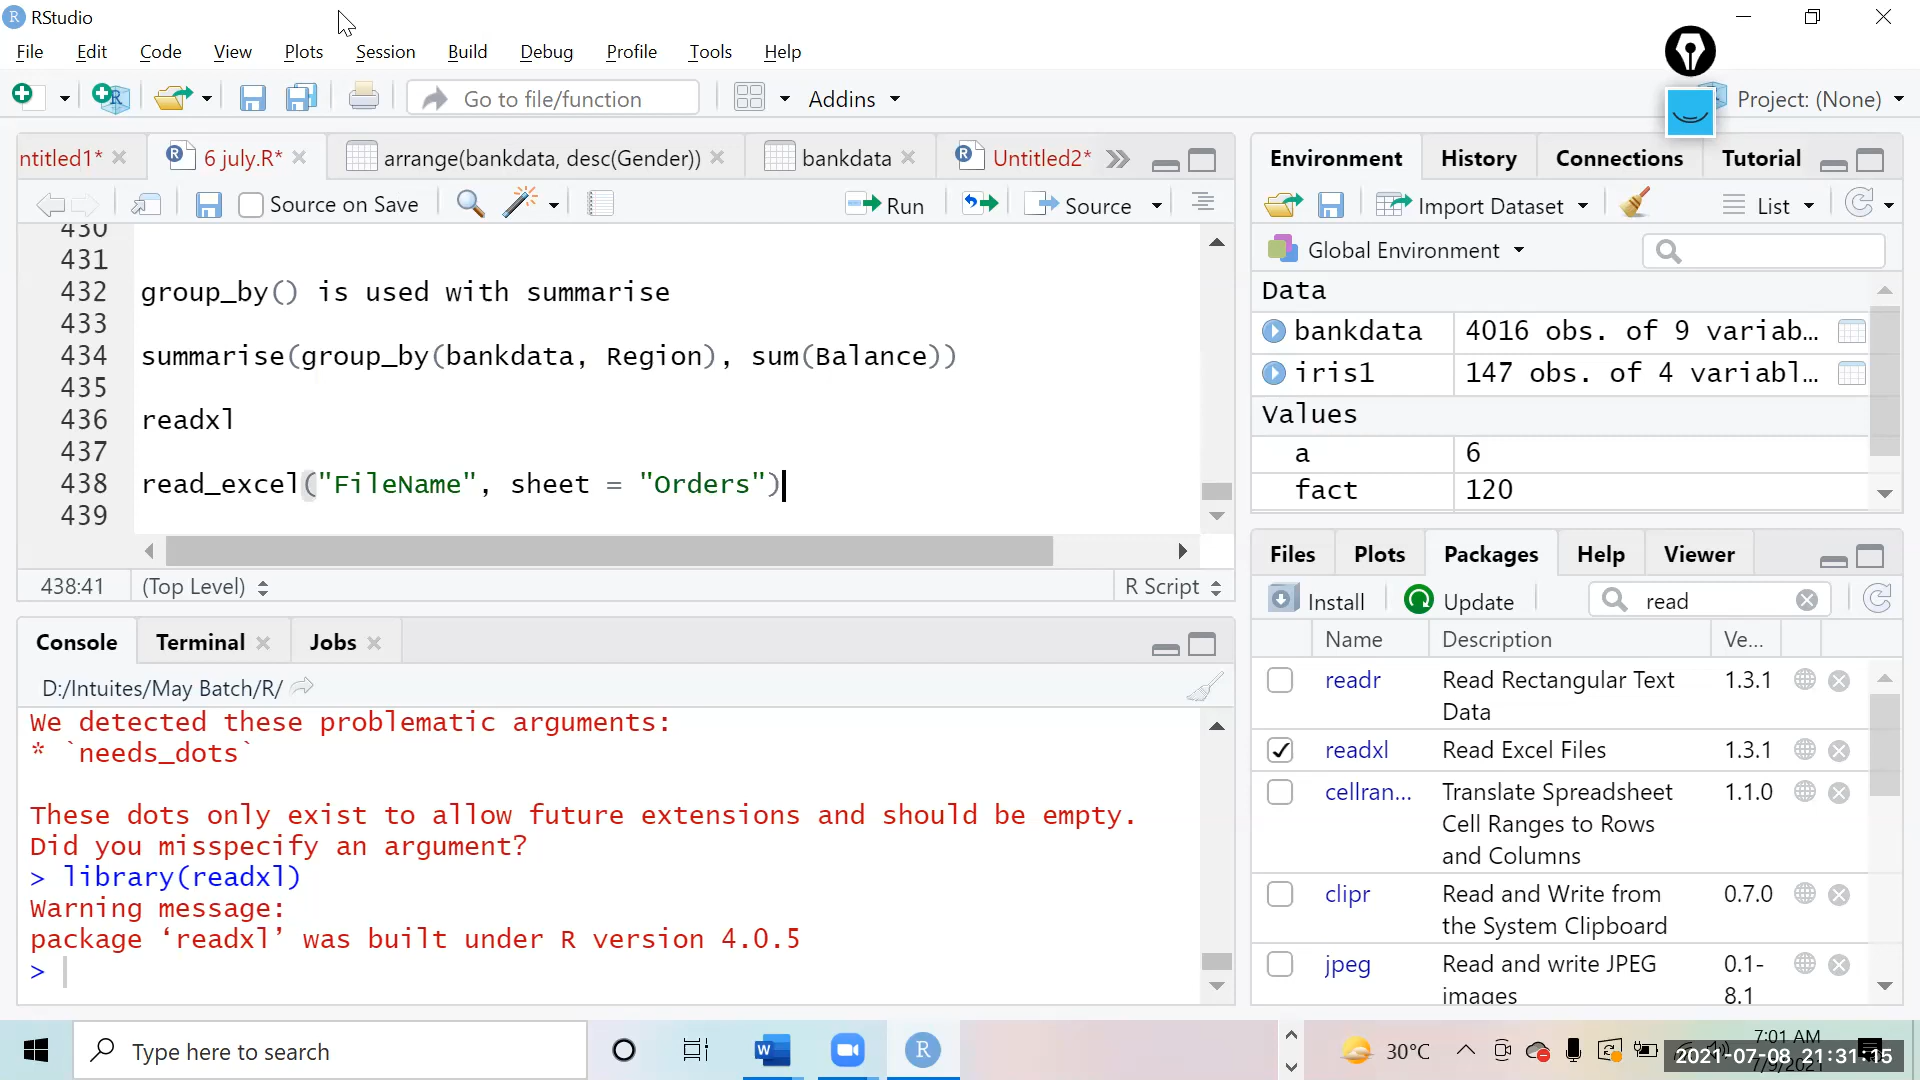 RStudio
File Edit Code View Plots Session Build Debug Profile Tools Help
Go to file/function Addins Project: (None)
ntitled1* 6 july.R* arrange(bankdata, desc(Gender)) bankdata Untitled2*
Source on Save Run Source
430
431
432 group_by() is used with summarise
433
434 summarise(group_by(bankdata, Region), sum(Balance))
435
436 readxl
437
438 read_excel("FileName", sheet = "Orders")
439
438:41 (Top Level) R Script
Console Terminal Jobs
D:/Intuites/May Batch/R/
We detected these problematic arguments:
* `needs_dots`
These dots only exist to allow future extensions and should be empty.
Did you misspecify an argument?
> library(readxl)
Warning message:
package ‘readxl’ was built under R version 4.0.5
>
Environment History Connections Tutorial
Import Dataset List
Global Environment
Data
bankdata 4016 obs. of 9 variab…
iris1 147 obs. of 4 variabl…
Values
a 6
fact 120
Files Plots Packages Help Viewer
Install Update read
Name Description Ve...
readr Read Rectangular Text Data 1.3.1
readxl Read Excel Files 1.3.1
cellran... Translate Spreadsheet Cell Ranges to Rows and Columns 1.1.0
clipr Read and Write from the System Clipboard 0.7.0
jpeg Read and write JPEG images 0.1-8.1
Type here to search
30°C
7:01 AM
2021-07-08 21:31:15